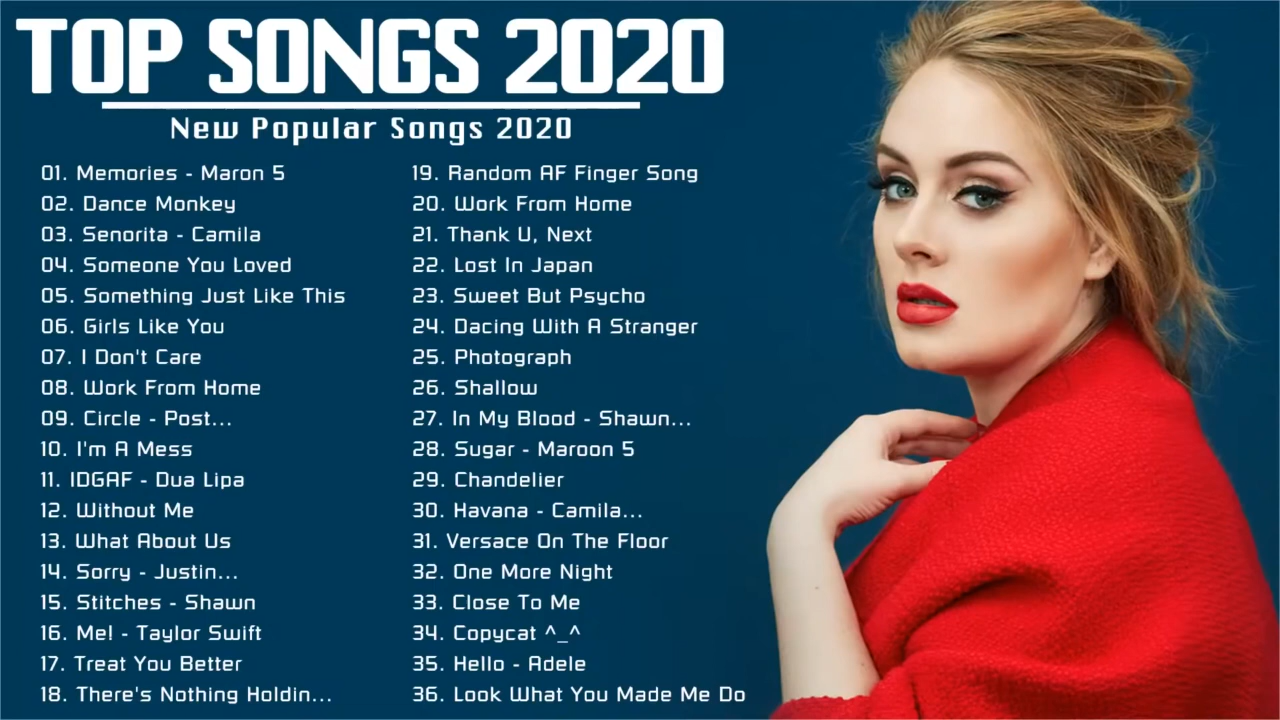 TOP SONGS 2020
New Popular Songs 2020
01. Memories - Maron 5
02. Dance Monkey
03. Senorita - Camila
04. Someone You Loved
05. Something Just Like This
06. Girls Like You
07. I Don't Care
08. Work From Home
09. Circle - Post...
10. I'm A Mess
11. IDGAF - Dua Lipa
12. Without Me
13. What About Us
14. Sorry - Justin...
15. Stitches - Shawn
16. Me! - Taylor Swift
17. Treat You Better
18. There's Nothing Holdin...
19. Random AF Finger Song
20. Work From Home
21. Thank U, Next
22. Lost In Japan
23. Sweet But Psycho
24. Dacing With A Stranger
25. Photograph
26. Shallow
27. In My Blood - Shawn...
28. Sugar - Maroon 5
29. Chandelier
30. Havana - Camila...
31. Versace On The Floor
32. One More Night
33. Close To Me
34. Copycat ^_^
35. Hello - Adele
36. Look What You Made Me Do